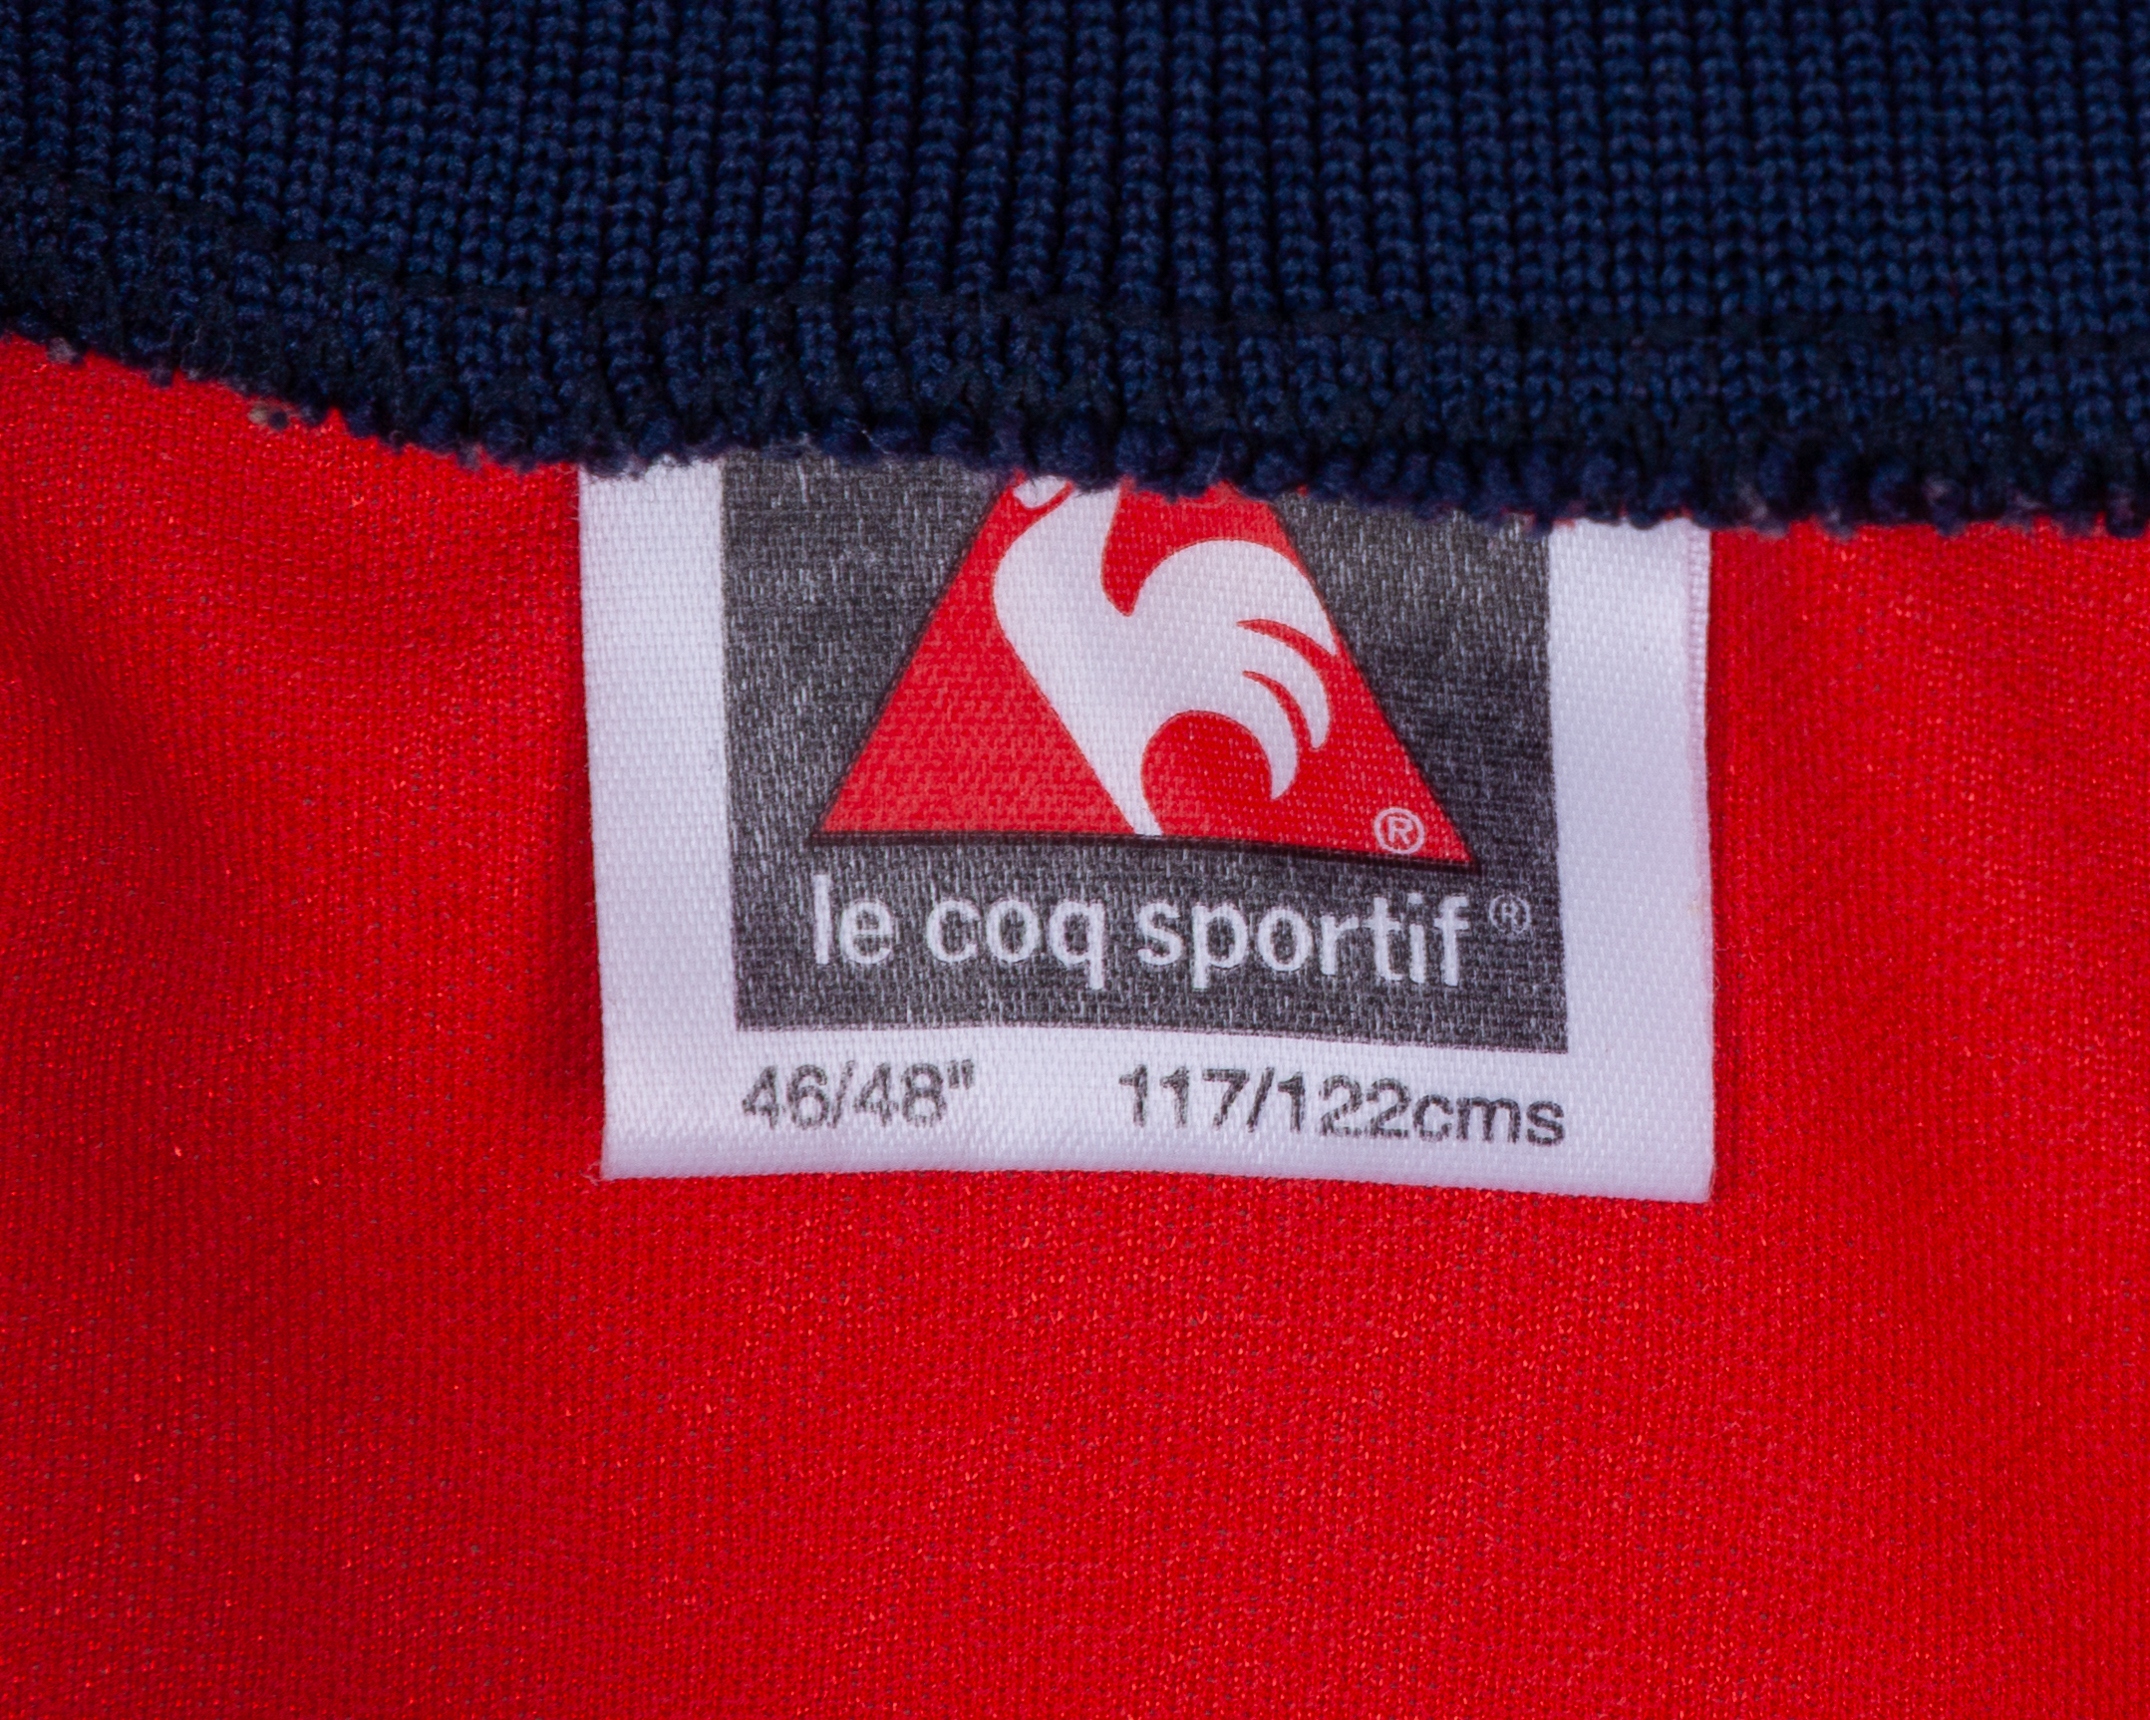 ®
le coq sportif ®
46/48" 117/122cms